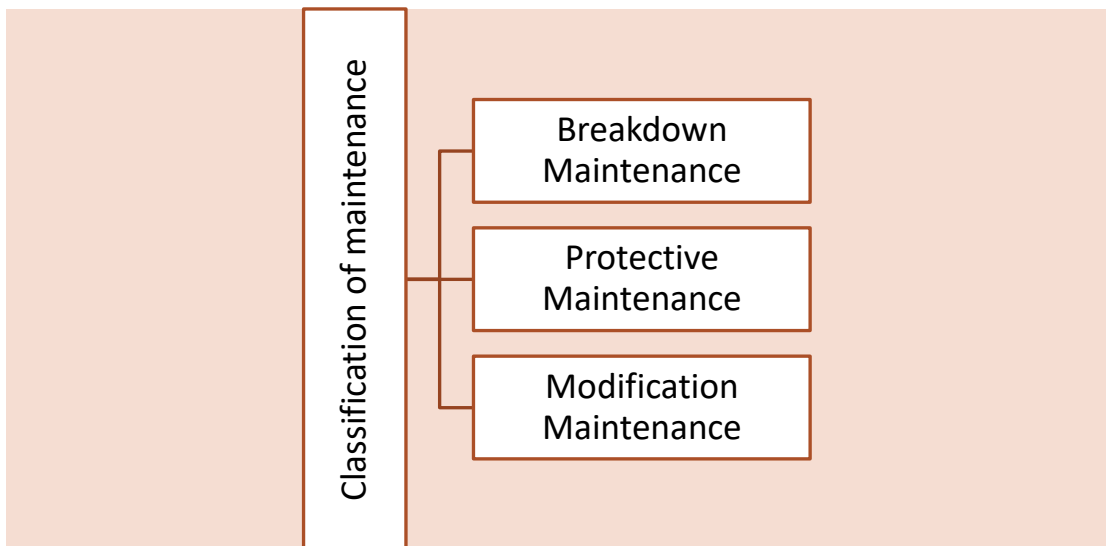 Classification of maintenance
Breakdown
Maintenance
Protective
Maintenance
Modification
Maintenance